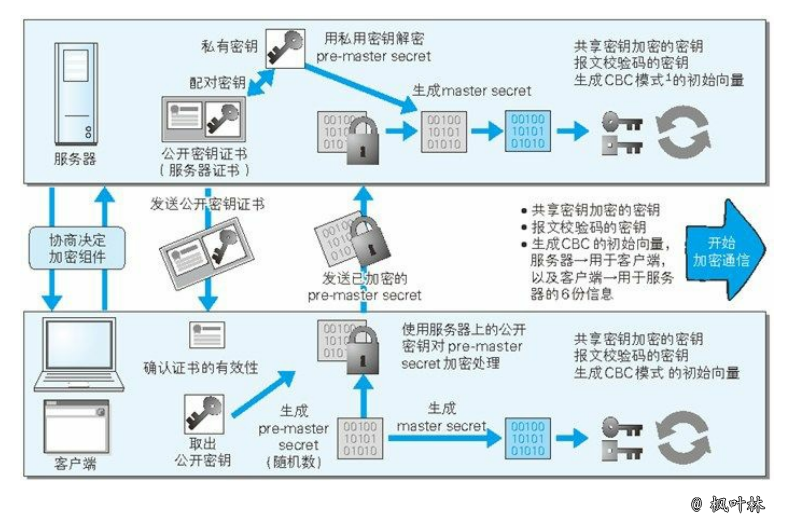 私有密钥
用私用密钥解密
pre-master secret
共享密钥加密的密钥
报文校验码的密钥
生成CBC模式¹的初始向量
配对密钥
生成master secret
00100
10101
01010
00100
10101
01010
00100
10101
01010
服务器
公开密钥证书
(服务器证书)
发送公开密钥证书
协商决定
加密组件
00100
1010
010
发送已加密的
pre-master secret
• 共享密钥加密的密钥
• 报文校验码的密钥
• 生成CBC的初始向量，
服务器→用于客户端，
以及客户端→用于服务
器的6份信息
开始
加密通信
确认证书的有效性
00100
1010
010
使用服务器上的公开
密钥对pre-master
secret加密处理
共享密钥加密的密钥
报文校验码的密钥
生成CBC模式 的初始向量
取出
公开密钥
生成
pre-master
secret
(随机数)
00100
10101
01010
生成
master secret
00100
10101
01010
客户端
@ 枫叶林